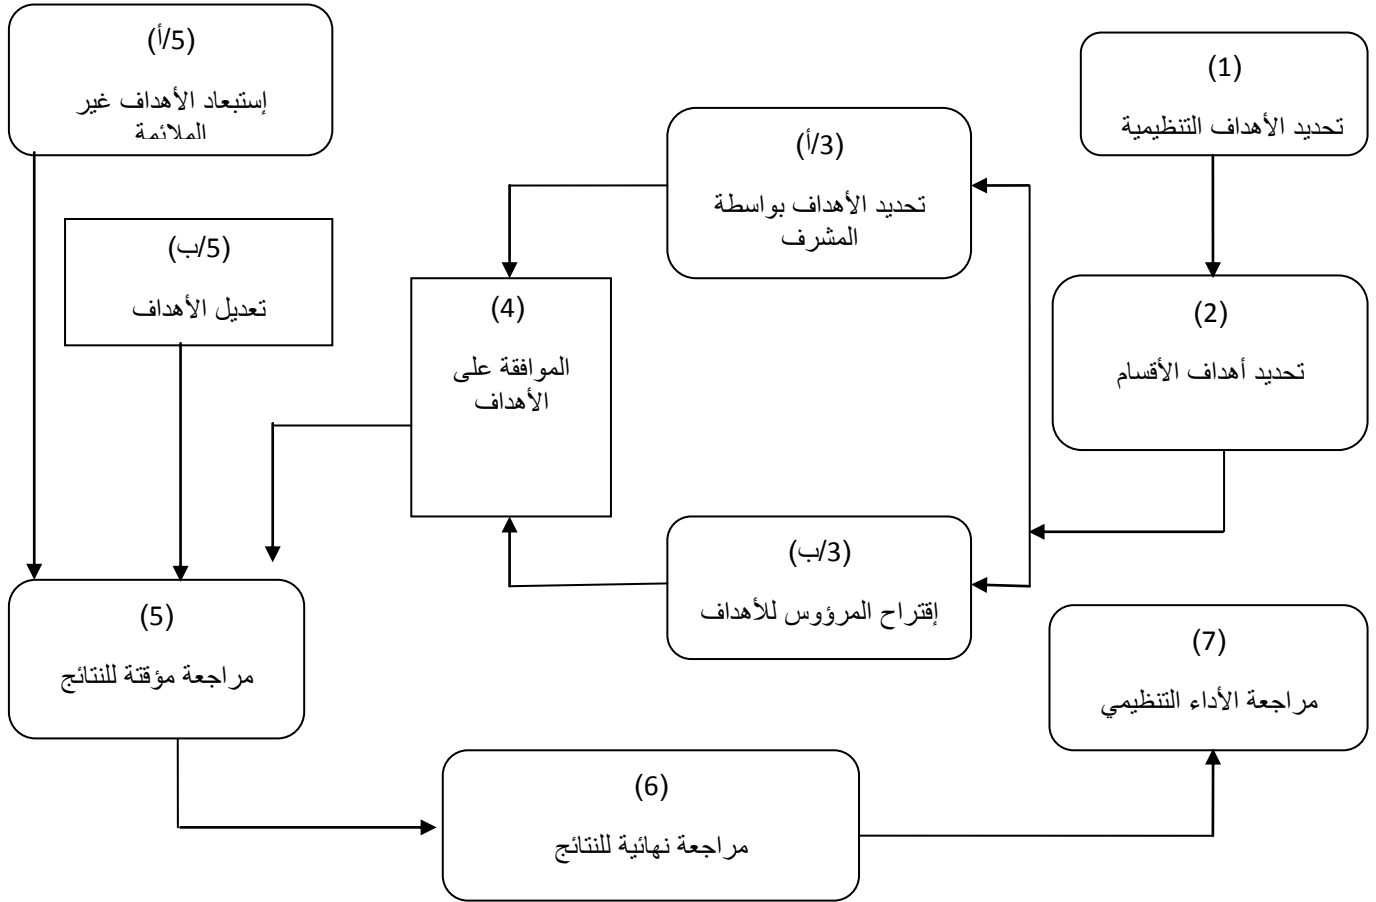 (1)
تحديد الأهداف التنظيمية
(2)
تحديد أهداف الأقسام
(3/أ)
تحديد الأهداف بواسطة
المشرف
(3/ب)
إقتراح المرؤوس للأهداف
(4)
الموافقة على
الأهداف
(5/أ)
إستبعاد الأهداف غير
الملائمة
(5/ب)
تعديل الأهداف
(5)
مراجعة مؤقتة للنتائج
(6)
مراجعة نهائية للنتائج
(7)
مراجعة الأداء التنظيمي